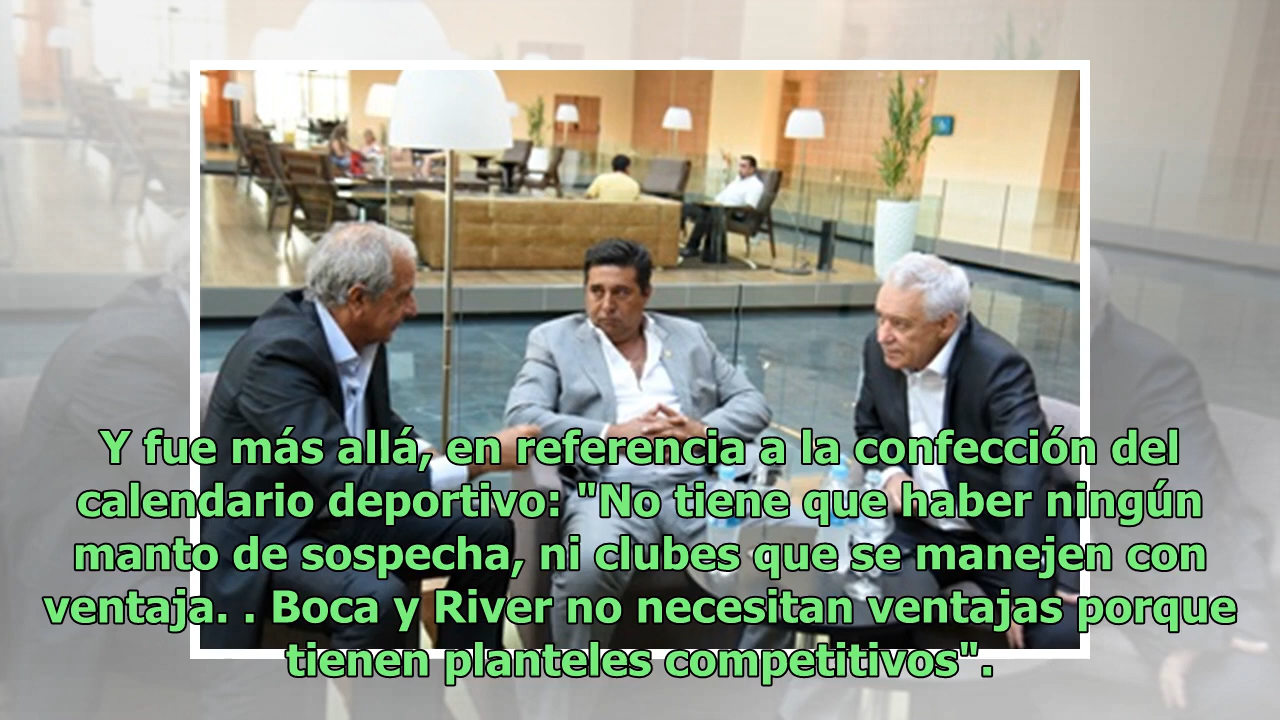 Y fue más allá, en referencia a la confección del
calendario deportivo: "No tiene que haber ningún
manto de sospecha, ni clubes que se manejen con
ventaja. . Boca y River no necesitan ventajas porque
tienen planteles competitivos".